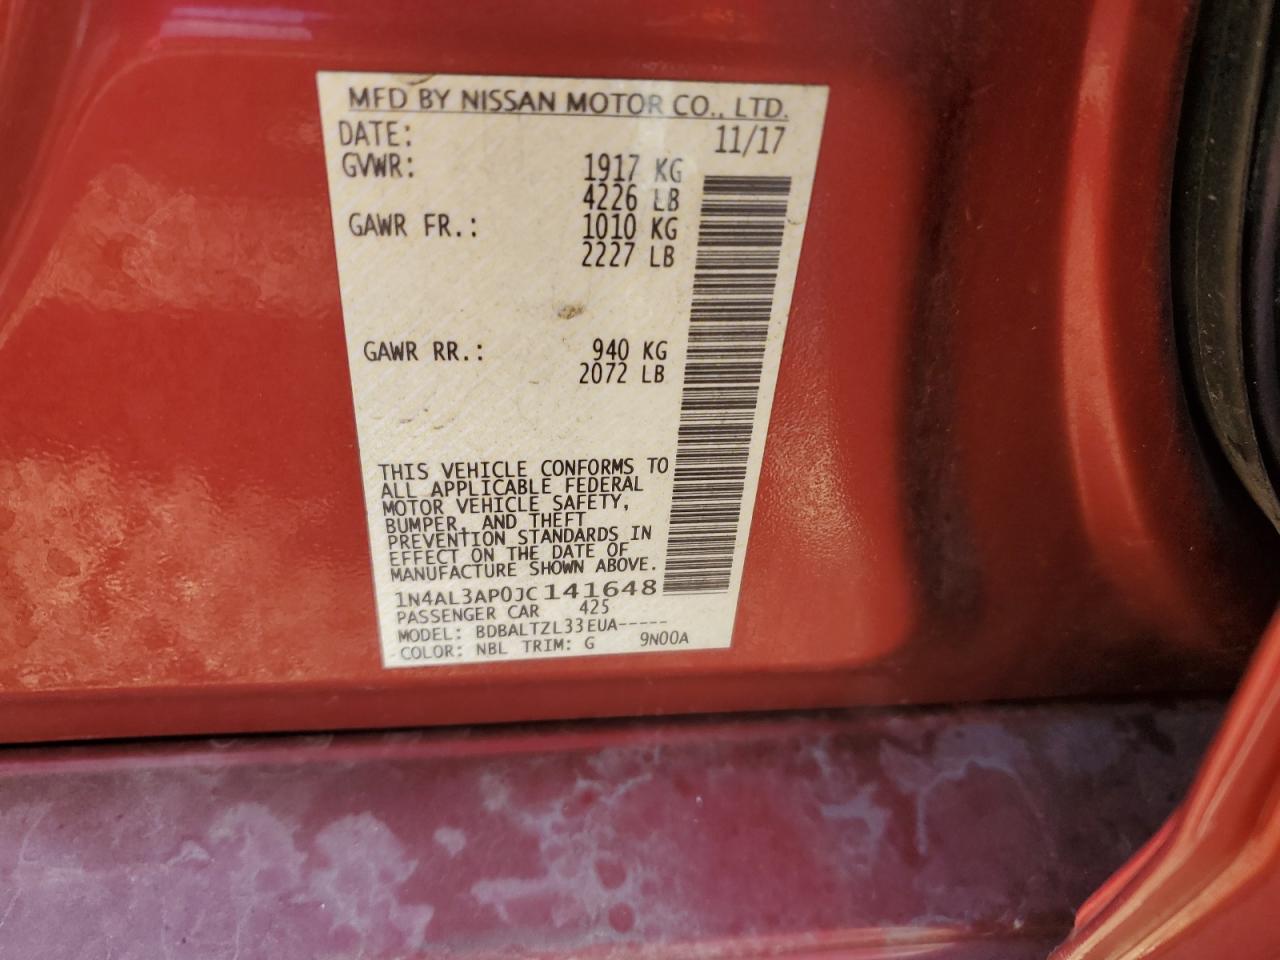 MFD BY NISSAN MOTOR CO., LTD.
DATE: 11/17
GVWR: 1917 KG
4226 LB
GAWR FR.: 1010 KG
2227 LB
GAWR RR.: 940 KG
2072 LB
THIS VEHICLE CONFORMS TO
ALL APPLICABLE FEDERAL
MOTOR VEHICLE SAFETY,
BUMPER, AND THEFT
PREVENTION STANDARDS IN
EFFECT ON THE DATE OF
MANUFACTURE SHOWN ABOVE.
1N4AL3AP0JC141648
PASSENGER CAR 425
MODEL: BDBALTZL33EUA-----
COLOR: NBL TRIM: G 9N00A